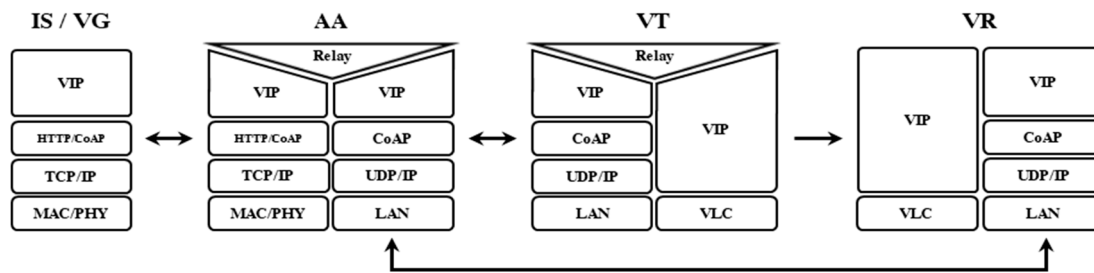 IS / VG
AA
VT
VR
VIP
HTTP/CoAP
TCP/IP
MAC/PHY
Relay
VIP
VIP
HTTP/CoAP
CoAP
TCP/IP
UDP/IP
MAC/PHY
LAN
Relay
VIP
VIP
CoAP
UDP/IP
LAN
VLC
VIP
VIP
CoAP
UDP/IP
VLC
LAN